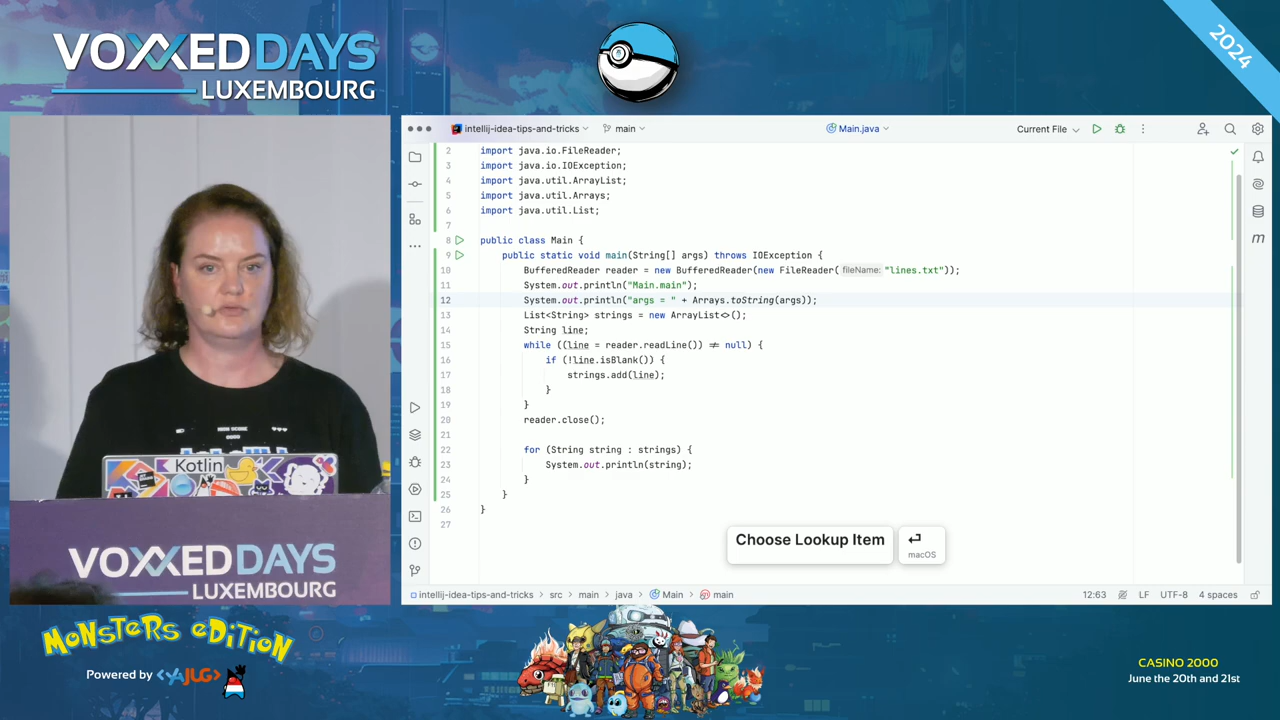 VOXXED DAYS
LUXEMBOURG
2024
intellij-idea-tips-and-tricks
main
Main.java
Current File
2 import java.io.FileReader;
3 import java.io.IOException;
4 import java.util.ArrayList;
5 import java.util.Arrays;
6 import java.util.List;
7
8 public class Main {
9 public static void main(String[] args) throws IOException {
10 BufferedReader reader = new BufferedReader(new FileReader( fileName: "lines.txt"));
11 System.out.println("Main.main");
12 System.out.println("args = " + Arrays.toString(args));
13 List<String> strings = new ArrayList<>();
14 String line;
15 while ((line = reader.readLine()) ≠ null) {
16 if (!line.isBlank()) {
17 strings.add(line);
18 }
19 }
20 reader.close();
21
22 for (String string : strings) {
23 System.out.println(string);
24 }
25 }
26 }
27
Choose Lookup Item
⏎
macOS
intellij-idea-tips-and-tricks > src > main > java > Main > main
12:63 LF UTF-8 4 spaces
Kotlin
VOXXED DAYS
LUXEMBOURG
MONSTERS EDITION
Powered by <YAJUG>
CASINO 2000
June the 20th and 21st